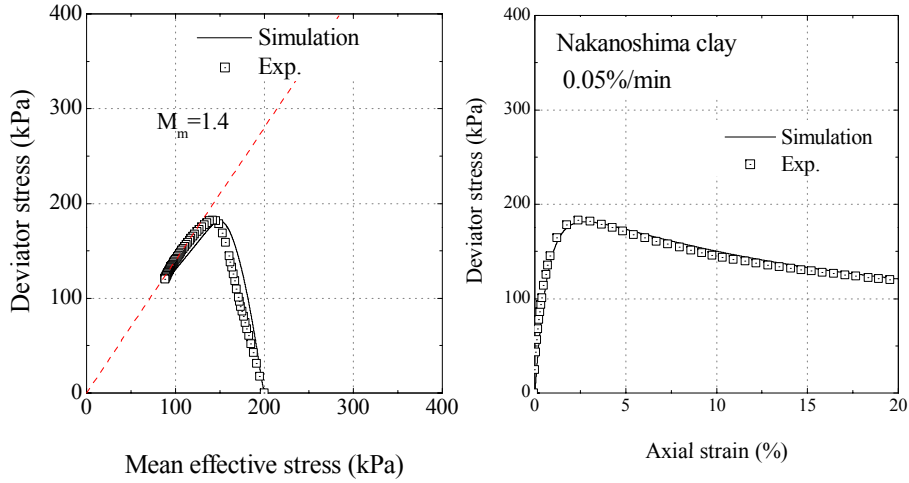 400
300
200
100
0
Deviator stress (kPa)
Simulation
Exp.
M_m=1.4
0 100 200 300 400
Mean effective stress (kPa)
400
300
200
100
0
Deviator stress (kPa)
Nakanoshima clay
0.05%/min
Simulation
Exp.
0 5 10 15 20
Axial strain (%)